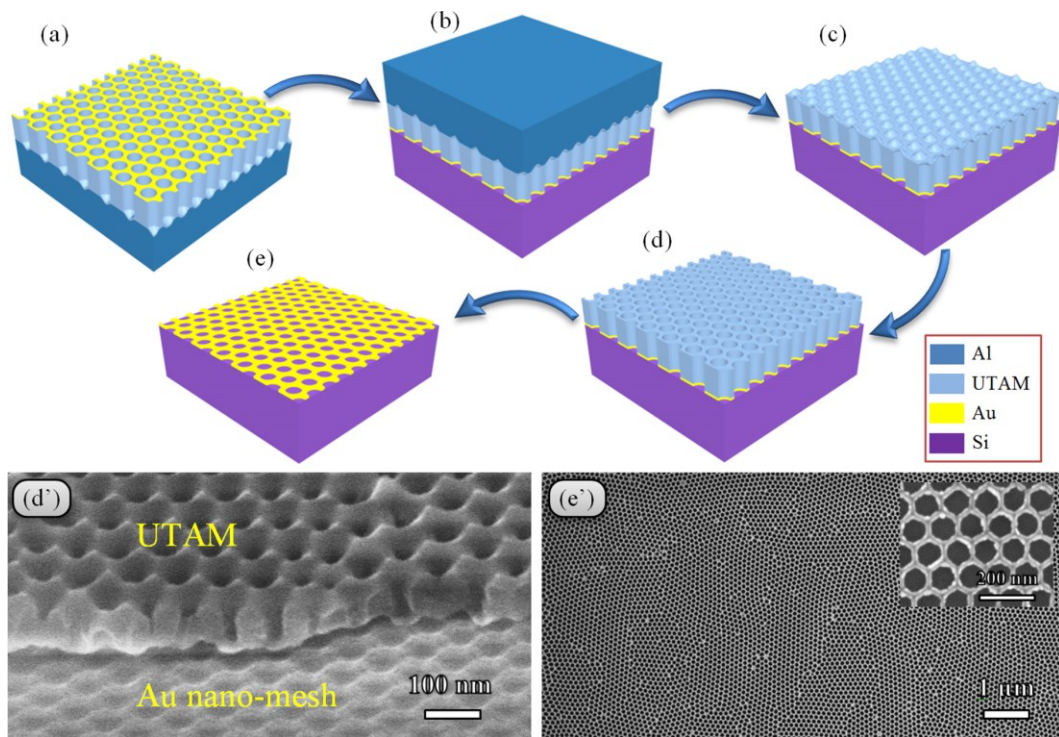 (a)
(b)
(c)
(e)
(d)
Al
UTAM
Au
Si
(d’)
UTAM
Au nano-mesh
100 nm
(e’)
200 nm
1 μm